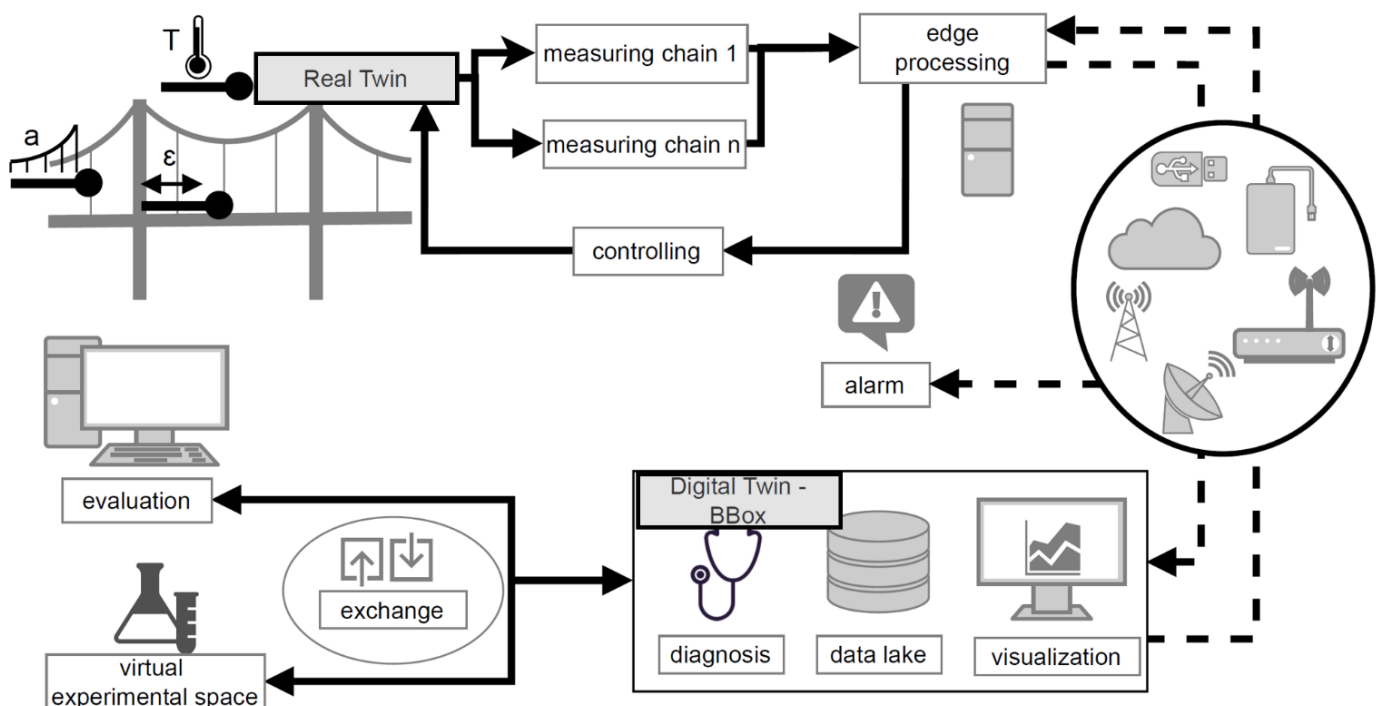 T
Real Twin
measuring chain 1
measuring chain n
edge
processing
a
ε
controlling
alarm
evaluation
exchange
virtual
experimental space
Digital Twin -
BBox
diagnosis
data lake
visualization